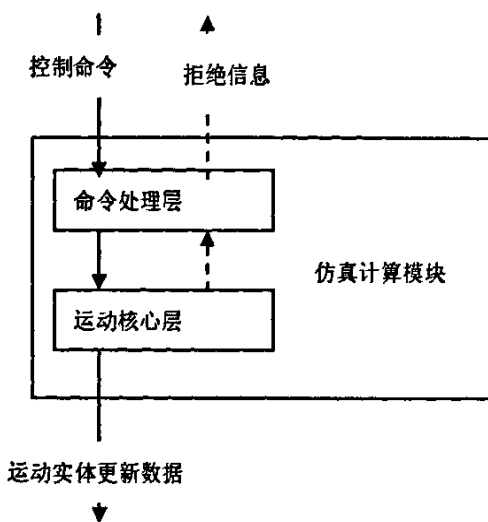 控制命令
拒绝信息
命令处理层
仿真计算模块
运动核心层
运动实体更新数据